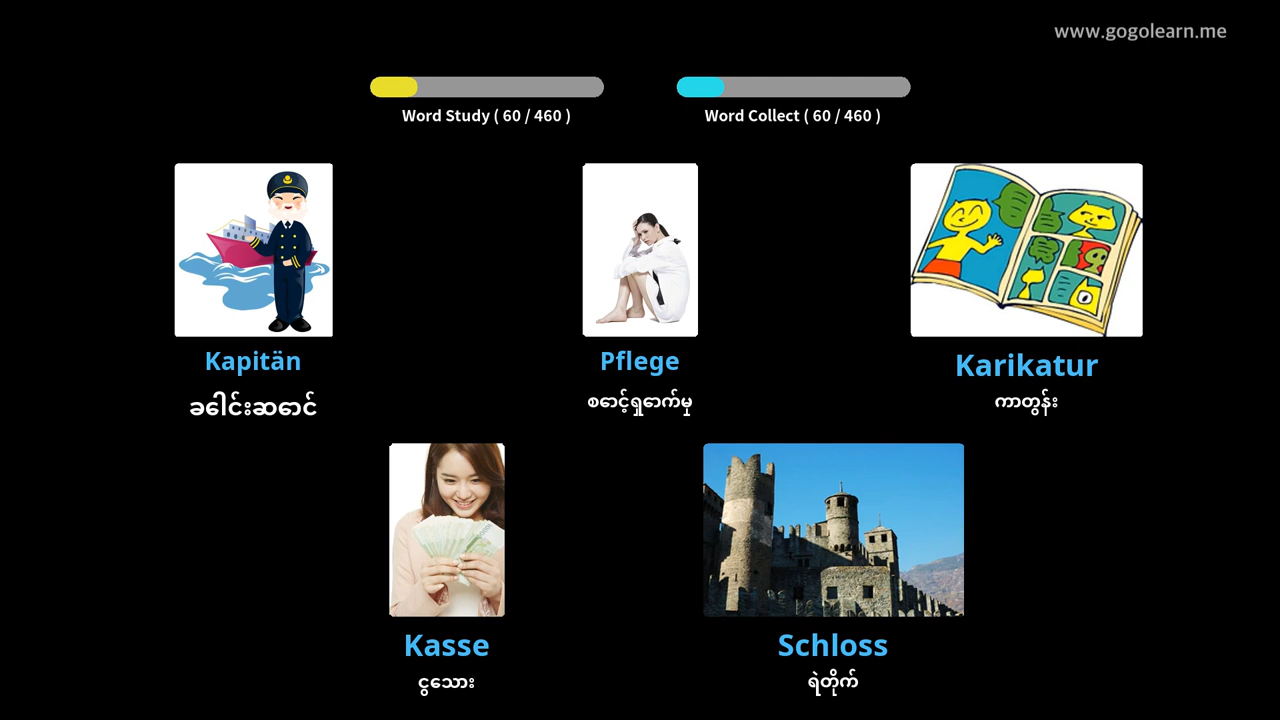 www.gogolearn.me
Word Study ( 60 / 460 )
Word Collect ( 60 / 460 )
Kapitän
ခေါင်းဆောင်
Pflege
စောင့်ရှောက်မှု
Karikatur
ကာတွန်း
Kasse
ငွေသား
Schloss
ရဲတိုက်